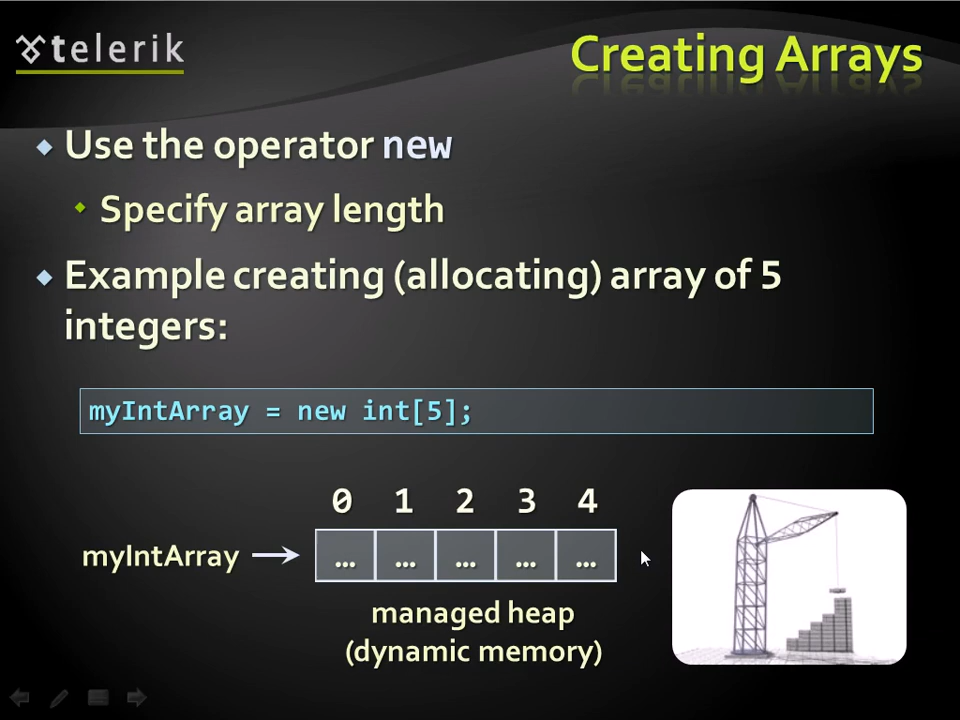 telerik
Creating Arrays
Use the operator new
Specify array length
Example creating (allocating) array of 5
integers:
myIntArray = new int[5];
0 1 2 3 4
myIntArray
… … … … …
managed heap
(dynamic memory)